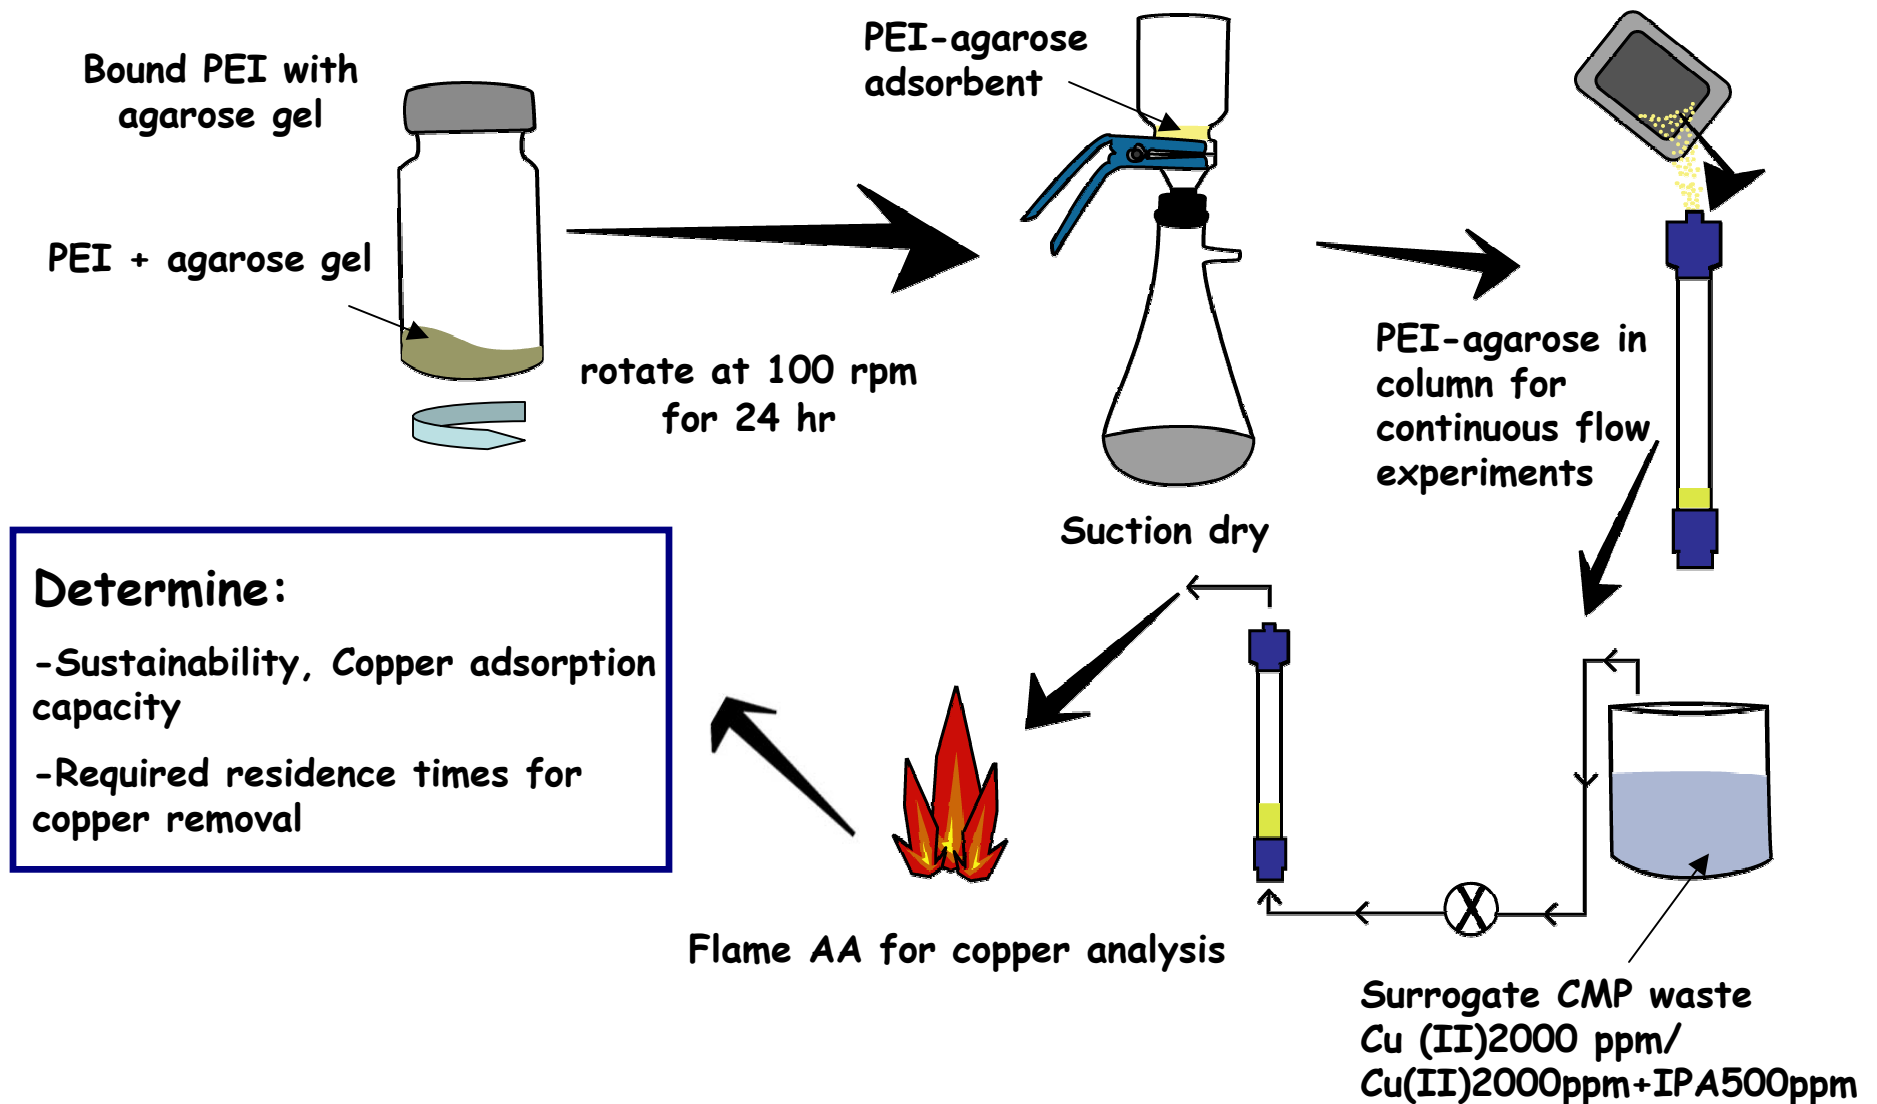 Bound PEI with
agarose gel
PEI + agarose gel
rotate at 100 rpm
for 24 hr
PEI-agarose
adsorbent
Suction dry
PEI-agarose in
column for
continuous flow
experiments
Surrogate CMP waste
Cu (II)2000 ppm/
Cu(II)2000ppm+IPA500ppm
Flame AA for copper analysis
Determine:
-Sustainability, Copper adsorption
capacity
-Required residence times for
copper removal